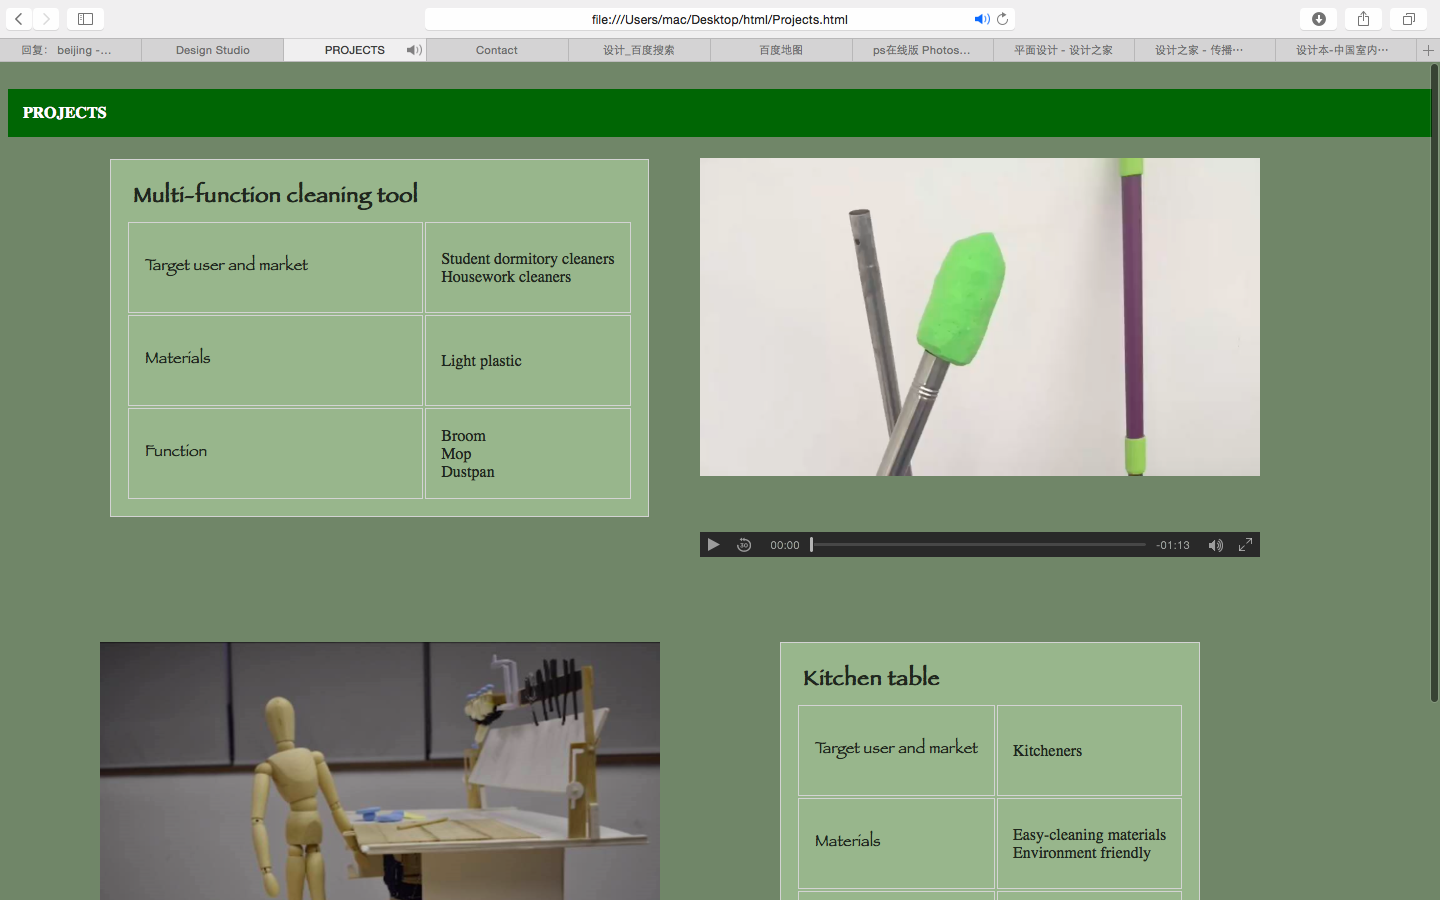 file:///Users/mac/Desktop/html/Projects.html
回复: beijing -...
Design Studio
PROJECTS
Contact
设计_百度搜索
百度地图
ps在线版 Photos...
平面设计 - 设计之家
设计之家 - 传播…
设计本-中国室内…
PROJECTS
Multi-function cleaning tool
Target user and market
Student dormitory cleaners
Housework cleaners
Materials
Light plastic
Function
Broom
Mop
Dustpan
30
00:00
-01:13
Kitchen table
Target user and market
Kitcheners
Materials
Easy-cleaning materials
Environment friendly